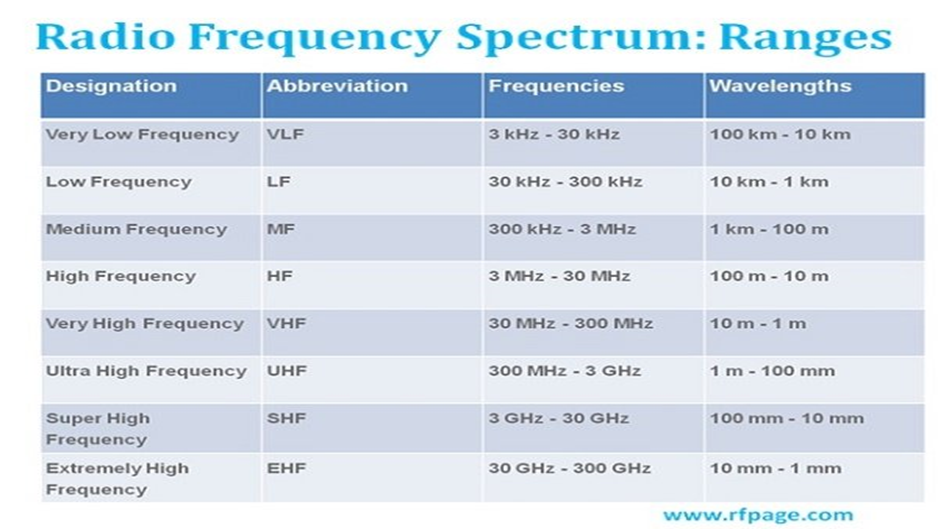 Radio Frequency Spectrum: Ranges
Designation Abbreviation Frequencies Wavelengths
Very Low Frequency VLF 3 kHz - 30 kHz 100 km - 10 km
Low Frequency LF 30 kHz - 300 kHz 10 km - 1 km
Medium Frequency MF 300 kHz - 3 MHz 1 km - 100 m
High Frequency HF 3 MHz - 30 MHz 100 m - 10 m
Very High Frequency VHF 30 MHz - 300 MHz 10 m - 1 m
Ultra High Frequency UHF 300 MHz - 3 GHz 1 m - 100 mm
Super High SHF 3 GHz - 30 GHz 100 mm - 10 mm
Frequency
Extremely High EHF 30 GHz - 300 GHz 10 mm - 1 mm
Frequency
www.rfpage.com